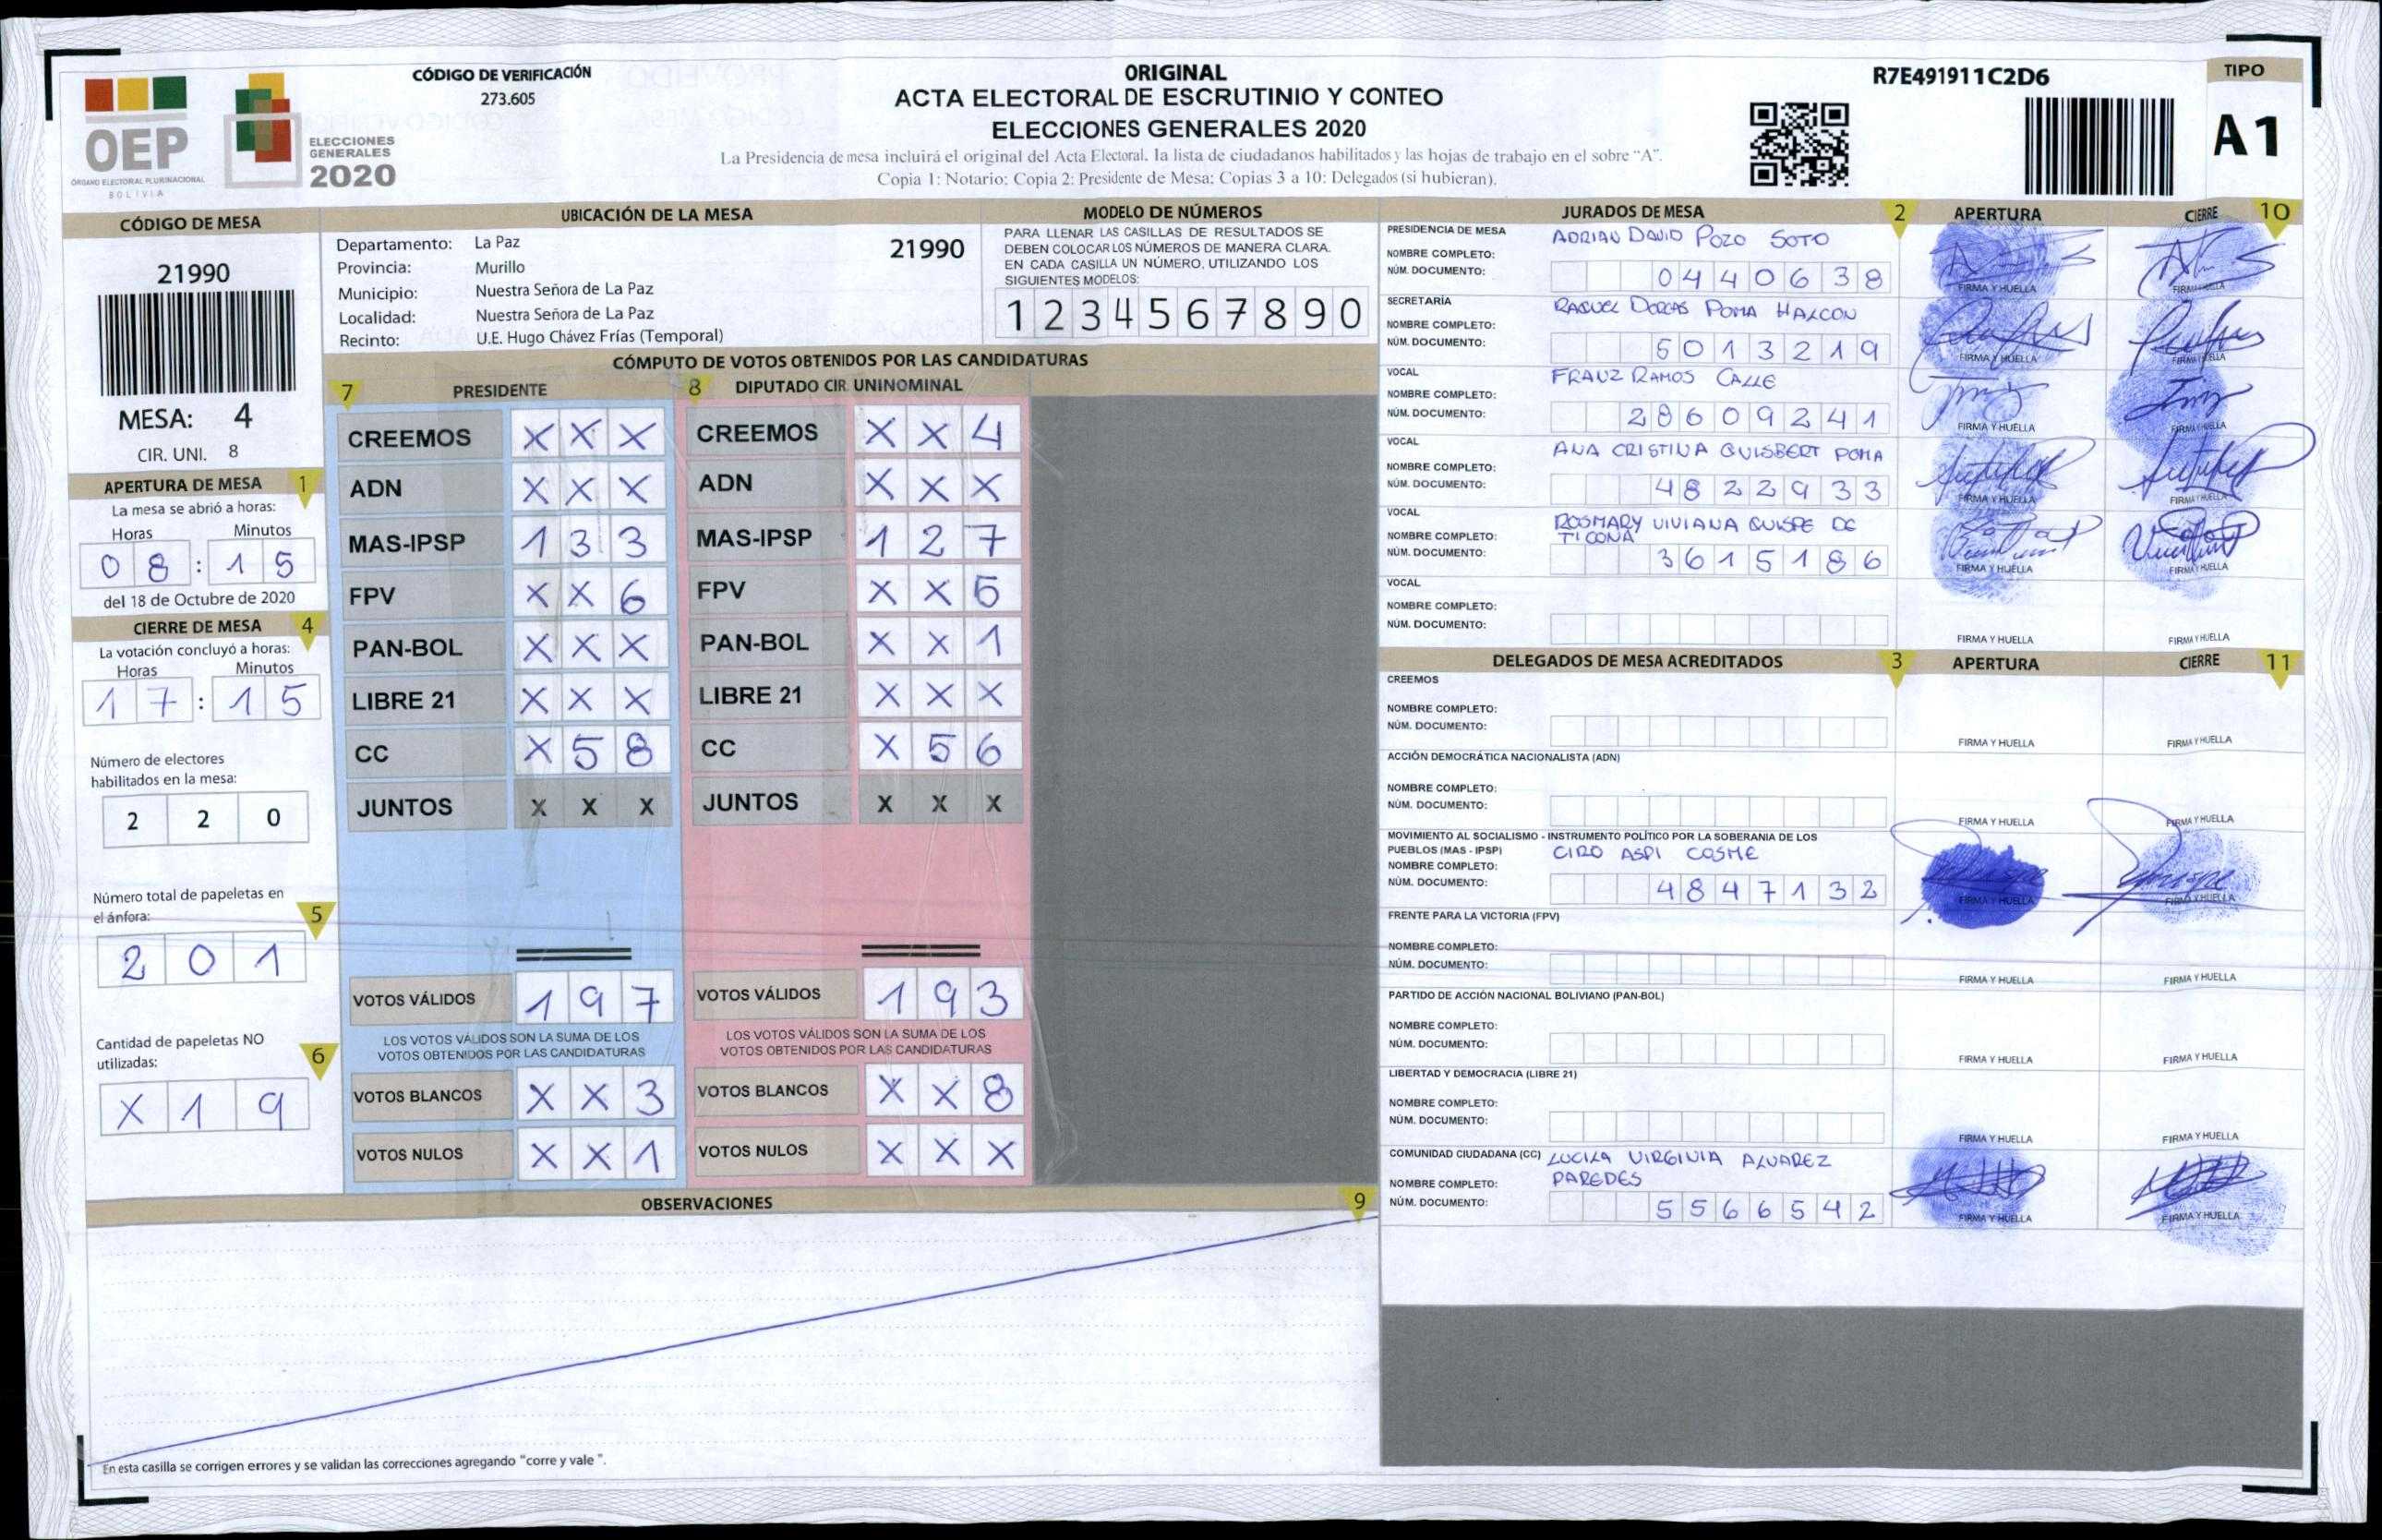 CÓDIGO DE VERIFICACIÓN
273.605
OEP
ÓRGANO ELECTORAL PLURINACIONAL
BOLIVIA
ELECCIONES
GENERALES
2020
ORIGINAL
ACTA ELECTORAL DE ESCRUTINIO Y CONTEO
ELECCIONES GENERALES 2020
La Presidencia de mesa incluirá el original del Acta Electoral, la lista de ciudadanos habilitados y las hojas de trabajo en el sobre "A".
Copia 1: Notario; Copia 2: Presidente de Mesa; Copias 3 a 10: Delegados (si hubieran).
R7E491911C2D6
TIPO
A1
CÓDIGO DE MESA
21990
MESA: 4
CIR. UNI. 8
UBICACIÓN DE LA MESA
21990
Departamento: La Paz
Provincia: Murillo
Municipio: Nuestra Señora de La Paz
Localidad: Nuestra Señora de La Paz
Recinto: U.E. Hugo Chávez Frías (Temporal)
MODELO DE NÚMEROS
PARA LLENAR LAS CASILLAS DE RESULTADOS SE
DEBEN COLOCAR LOS NÚMEROS DE MANERA CLARA.
EN CADA CASILLA UN NÚMERO, UTILIZANDO LOS
SIGUIENTES MODELOS:
1 2 3 4 5 6 7 8 9 0
APERTURA DE MESA 1
La mesa se abrió a horas:
Horas Minutos
0 8 : 1 5
del 18 de Octubre de 2020
CIERRE DE MESA 4
La votación concluyó a horas:
Horas Minutos
1 7 : 1 5
Número de electores
habilitados en la mesa:
2 2 0
Número total de papeletas en
el ánfora: 5
2 0 1
Cantidad de papeletas NO
utilizadas: 6
X 1 9
CÓMPUTO DE VOTOS OBTENIDOS POR LAS CANDIDATURAS
7 PRESIDENTE
CREEMOS X X X
ADN X X X
MAS-IPSP 1 3 3
FPV X X 6
PAN-BOL X X X
LIBRE 21 X X X
CC X 5 8
JUNTOS X X X
VOTOS VÁLIDOS 1 9 7
LOS VOTOS VÁLIDOS SON LA SUMA DE LOS
VOTOS OBTENIDOS POR LAS CANDIDATURAS
VOTOS BLANCOS X X 3
VOTOS NULOS X X 1
8 DIPUTADO CIR. UNINOMINAL
CREEMOS X X 4
ADN X X X
MAS-IPSP 1 2 7
FPV X X 5
PAN-BOL X X 1
LIBRE 21 X X X
CC X 5 6
JUNTOS X X X
VOTOS VÁLIDOS 1 9 3
LOS VOTOS VÁLIDOS SON LA SUMA DE LOS
VOTOS OBTENIDOS POR LAS CANDIDATURAS
VOTOS BLANCOS X X 8
VOTOS NULOS X X X
OBSERVACIONES 9
En esta casilla se corrigen errores y se validan las correcciones agregando "corre y vale ".
JURADOS DE MESA 2 APERTURA CIERRE 10
PRESIDENCIA DE MESA
NOMBRE COMPLETO: ADRIAN DAVID POZO SOTO
NÚM. DOCUMENTO: 0 4 4 0 6 3 8
FIRMA Y HUELLA FIRMA Y HUELLA
SECRETARÍA
NOMBRE COMPLETO: RAQUEL DORCAS POMA HALCON
NÚM. DOCUMENTO: 5 0 1 3 2 1 9
FIRMA Y HUELLA FIRMA Y HUELLA
VOCAL
NOMBRE COMPLETO: FRANZ RAMOS CALLE
NÚM. DOCUMENTO: 2 8 6 0 9 2 4 1
FIRMA Y HUELLA FIRMA Y HUELLA
VOCAL
NOMBRE COMPLETO: ANA CRISTINA QUISBERT POMA
NÚM. DOCUMENTO: 4 8 2 2 9 3 3
FIRMA Y HUELLA FIRMA Y HUELLA
VOCAL
NOMBRE COMPLETO: ROSMARY VIVIANA QUISPE DE
TICONA
NÚM. DOCUMENTO: 3 6 1 5 1 8 6
FIRMA Y HUELLA FIRMA Y HUELLA
VOCAL
NOMBRE COMPLETO:
NÚM. DOCUMENTO:
FIRMA Y HUELLA FIRMA Y HUELLA
DELEGADOS DE MESA ACREDITADOS 3 APERTURA CIERRE 11
CREEMOS
NOMBRE COMPLETO:
NÚM. DOCUMENTO:
FIRMA Y HUELLA FIRMA Y HUELLA
ACCIÓN DEMOCRÁTICA NACIONALISTA (ADN)
NOMBRE COMPLETO:
NÚM. DOCUMENTO:
FIRMA Y HUELLA FIRMA Y HUELLA
MOVIMIENTO AL SOCIALISMO - INSTRUMENTO POLÍTICO POR LA SOBERANIA DE LOS
PUEBLOS (MAS - IPSP)
NOMBRE COMPLETO: CIRO ASPI COSME
NÚM. DOCUMENTO: 4 8 4 7 1 3 2
FIRMA Y HUELLA FIRMA Y HUELLA
FRENTE PARA LA VICTORIA (FPV)
NOMBRE COMPLETO:
NÚM. DOCUMENTO:
FIRMA Y HUELLA FIRMA Y HUELLA
PARTIDO DE ACCIÓN NACIONAL BOLIVIANO (PAN-BOL)
NOMBRE COMPLETO:
NÚM. DOCUMENTO:
FIRMA Y HUELLA FIRMA Y HUELLA
LIBERTAD Y DEMOCRACIA (LIBRE 21)
NOMBRE COMPLETO:
NÚM. DOCUMENTO:
FIRMA Y HUELLA FIRMA Y HUELLA
COMUNIDAD CIUDADANA (CC)
NOMBRE COMPLETO: LUCILA VIRGINIA ALVAREZ
PAREDES
NÚM. DOCUMENTO: 5 5 6 6 5 4 2
FIRMA Y HUELLA FIRMA Y HUELLA